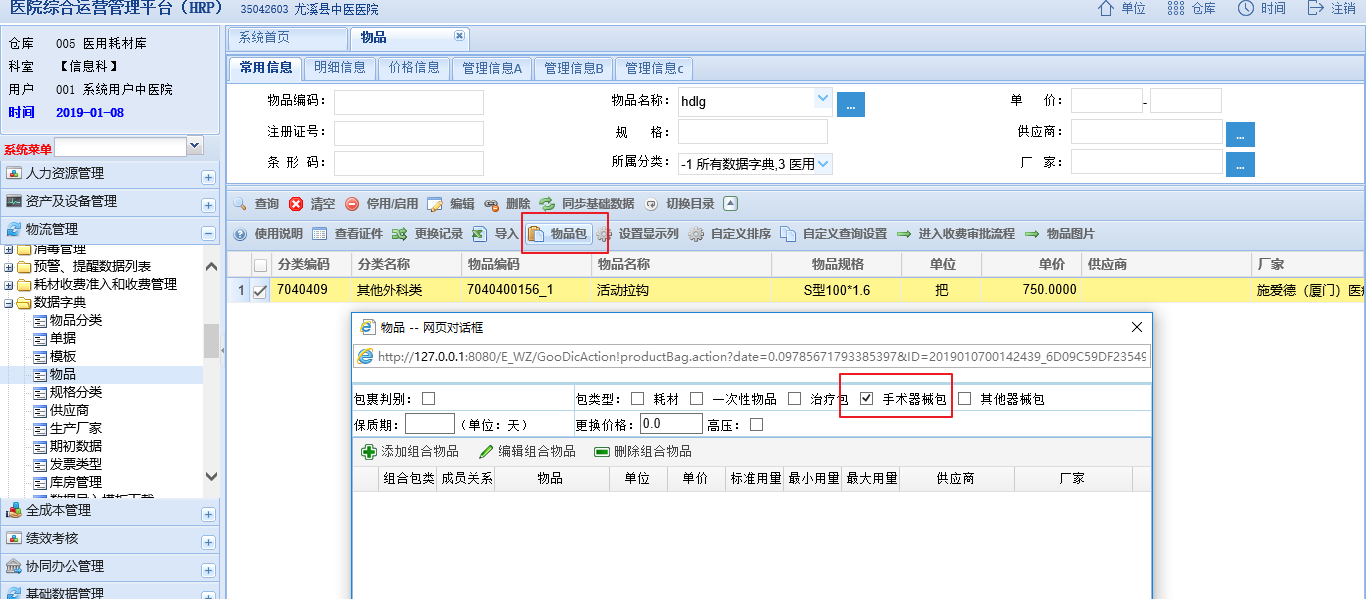 医院综合运营管理平台（HRP） 35042603 尤溪县中医医院 单位 仓库 时间 注销
仓库 005 医用耗材库
科室 【信息科】
用户 001 系统用户中医院
时间 2019-01-08
系统菜单
人力资源管理
资产及设备管理
物流管理
消毒管理
预警、提醒数据列表
耗材收费准入和收费管理
数据字典
物品分类
单据
模板
物品
规格分类
供应商
生产厂家
期初数据
发票类型
库房管理
数据导入模板下载
全成本管理
绩效考核
协同办公管理
基础数据管理
系统首页 物品
常用信息 明细信息 价格信息 管理信息A 管理信息B 管理信息C
物品编码： 物品名称： hdlg ... 单 价： -
注册证号： 规 格： 供应商： ...
条 形 码： 所属分类： -1 所有数据字典,3 医用 厂 家： ...
查询 清空 停用/启用 编辑 删除 同步基础数据 切换目录
使用说明 查看证件 更换记录 导入 物品包 设置显示列 自定义排序 自定义查询设置 进入收费审批流程 物品图片
分类编码 分类名称 物品编码 物品名称 物品规格 单位 单价 供应商 厂家
1 7040409 其他外科类 7040400156_1 活动拉钩 S型100*1.6 把 750.0000 施爱德（厦门）医疗
物品 -- 网页对话框
http://127.0.0.1:8080/E_WZ/GooDicAction!productBag.action?date=0.09785671793385397&ID=2019010700142439_6D09C59DF23549
包裹判别： 包类型： 耗材 一次性物品 治疗包 手术器械包 其他器械包
保质期： （单位：天） 更换价格： 0.0 高压：
添加组合物品 编辑组合物品 删除组合物品
组合包类 成员关系 物品 单位 单价 标准用量 最小用量 最大用量 供应商 厂家